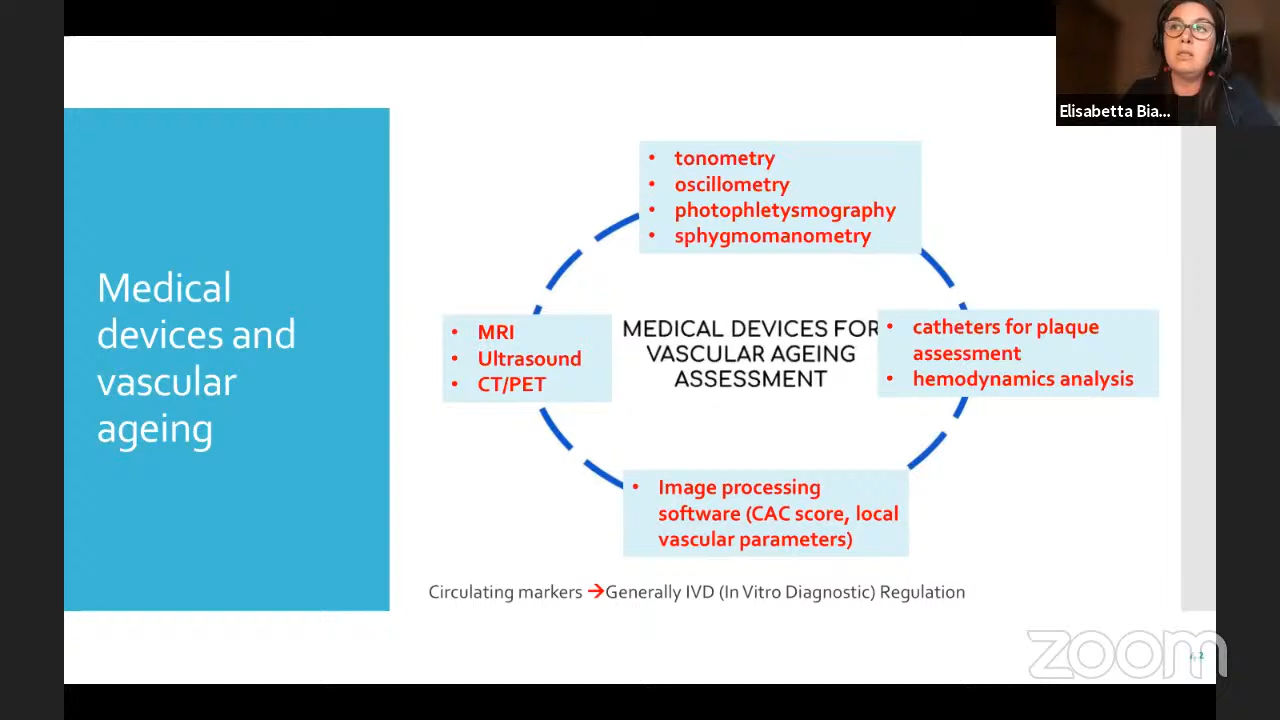 Elisabetta Bia...
Medical
devices and
vascular
ageing
• tonometry
• oscillometry
• photophletysmography
• sphygmomanometry
• MRI
• Ultrasound
• CT/PET
MEDICAL DEVICES FOR
VASCULAR AGEING
ASSESSMENT
• catheters for plaque
assessment
• hemodynamics analysis
• Image processing
software (CAC score, local
vascular parameters)
Circulating markers ➔Generally IVD (In Vitro Diagnostic) Regulation
zoom